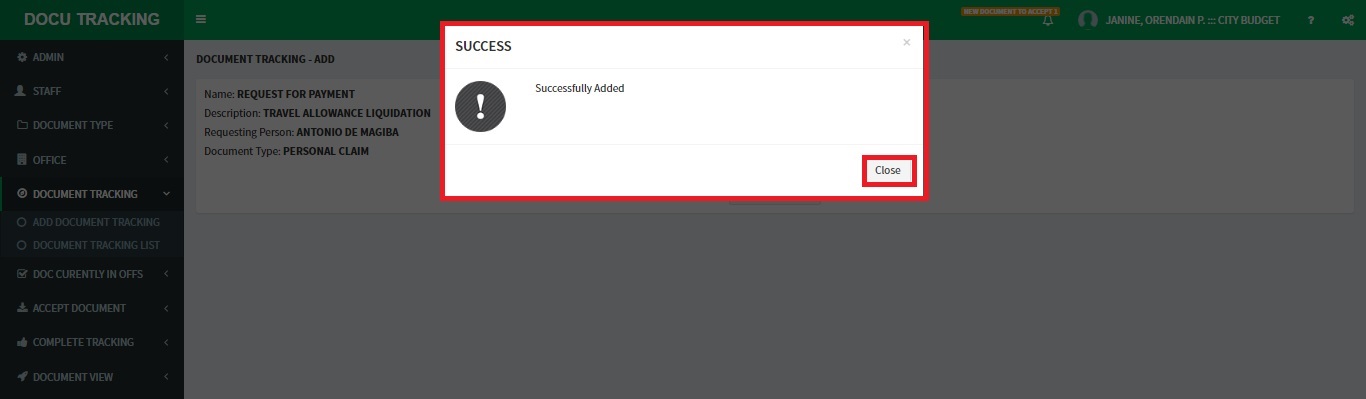 DOCU TRACKING
NEW DOCUMENT TO ACCEPT 1
JANINE, ORENDAIN P. ::: CITY BUDGET
?
ADMIN
STAFF
DOCUMENT TYPE
OFFICE
DOCUMENT TRACKING
ADD DOCUMENT TRACKING
DOCUMENT TRACKING LIST
DOC CURENTLY IN OFFS
ACCEPT DOCUMENT
COMPLETE TRACKING
DOCUMENT VIEW
DOCUMENT TRACKING - ADD
Name: REQUEST FOR PAYMENT
Description: TRAVEL ALLOWANCE LIQUIDATION
Requesting Person: ANTONIO DE MAGIBA
Document Type: PERSONAL CLAIM
SUCCESS
×
!
Successfully Added
Close